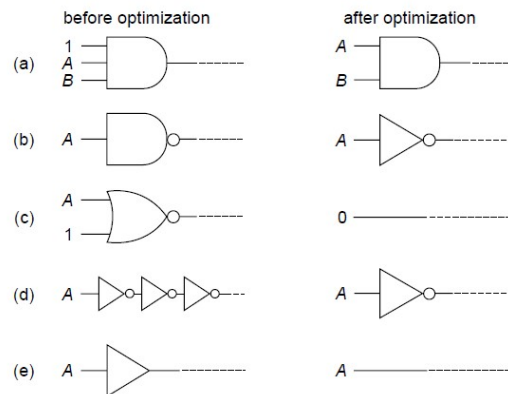 before optimization after optimization
1
A
B
(a)
A
B
(b) A A
A
1
(c)
0
(d) A A
(e) A A